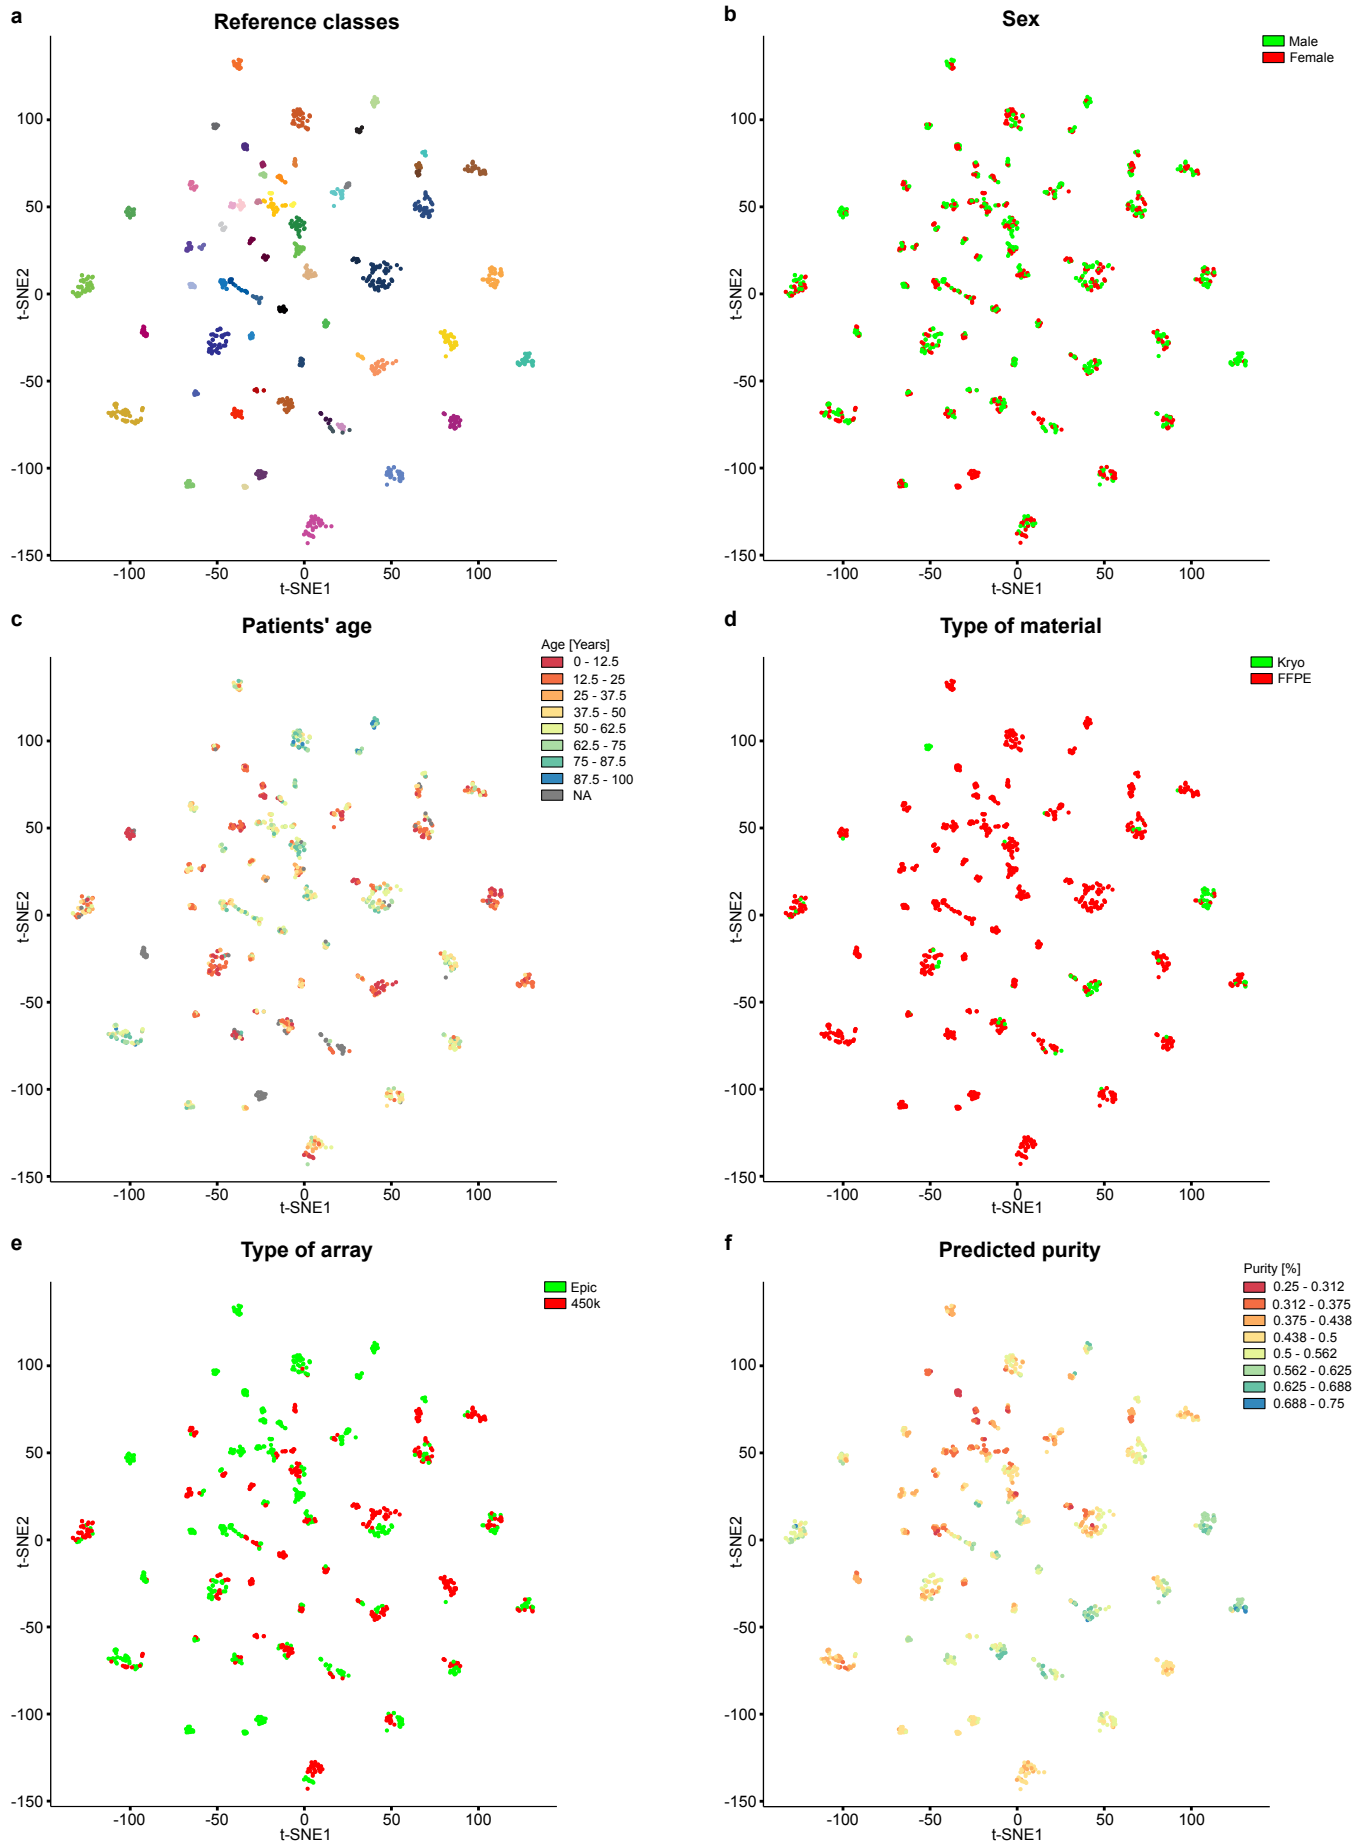 a
Reference classes
100
50
0
-50
-100
-150
t-SNE2
-100
-50
0
50
100
t-SNE1
b
Sex
Male
Female
100
50
0
-50
-100
-150
t-SNE2
-100
-50
0
50
100
t-SNE1
c
Patients' age
Age [Years]
0 - 12.5
12.5 - 25
25 - 37.5
37.5 - 50
50 - 62.5
62.5 - 75
75 - 87.5
87.5 - 100
NA
100
50
0
-50
-100
-150
t-SNE2
-100
-50
0
50
100
t-SNE1
d
Type of material
Kryo
FFPE
100
50
0
-50
-100
-150
t-SNE2
-100
-50
0
50
100
t-SNE1
e
Type of array
Epic
450k
100
50
0
-50
-100
-150
t-SNE2
-100
-50
0
50
100
t-SNE1
f
Predicted purity
Purity [%]
0.25 - 0.312
0.312 - 0.375
0.375 - 0.438
0.438 - 0.5
0.5 - 0.562
0.562 - 0.625
0.625 - 0.688
0.688 - 0.75
100
50
0
-50
-100
-150
t-SNE2
-100
-50
0
50
100
t-SNE1